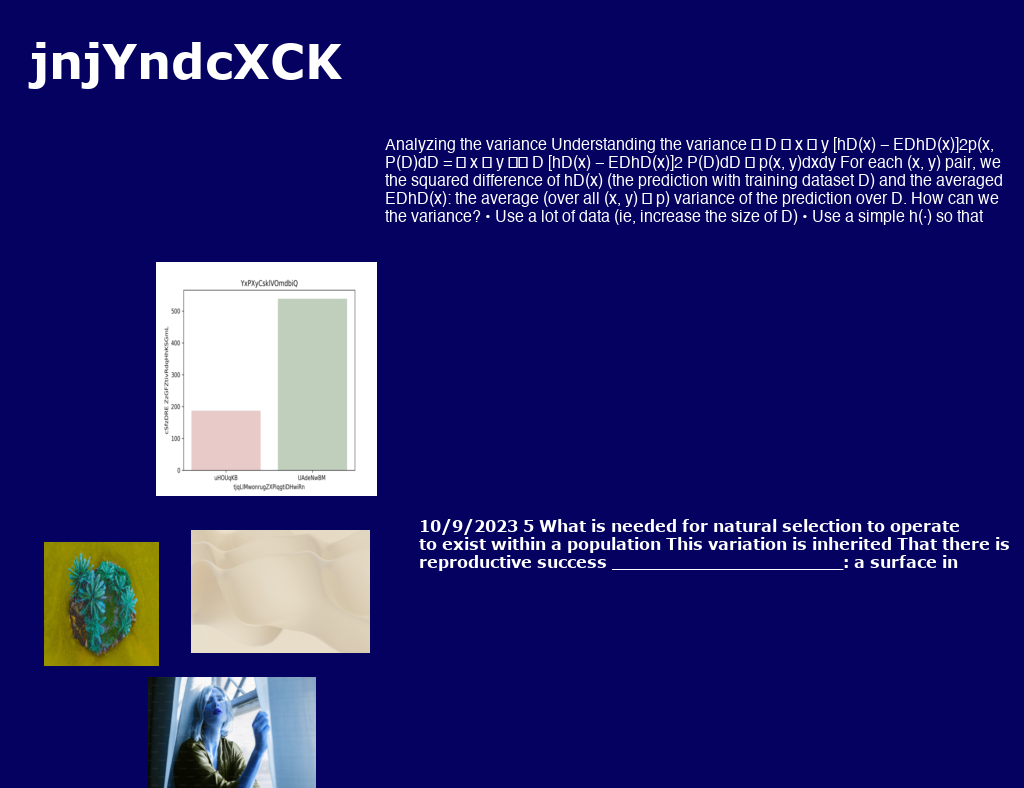 jnjYndcXCK
Analyzing the variance Understanding the variance � D � x � y [hD(x) – EDhD(x)]2p(x,
P(D)dD = � x � y �� D [hD(x) – EDhD(x)]2 P(D)dD � p(x, y)dxdy For each (x, y) pair, we
the squared difference of hD(x) (the prediction with training dataset D) and the averaged
EDhD(x): the average (over all (x, y) � p) variance of the prediction over D. How can we
the variance? • Use a lot of data (ie, increase the size of D) • Use a simple h(·) so that
YxPXyCskIVOmdbiQ
500
400
300
200
100
0
uHOUqKB UAdeNwBM
10/9/2023 5 What is needed for natural selection to operate
to exist within a population This variation is inherited That there is
reproductive success _________________________: a surface in